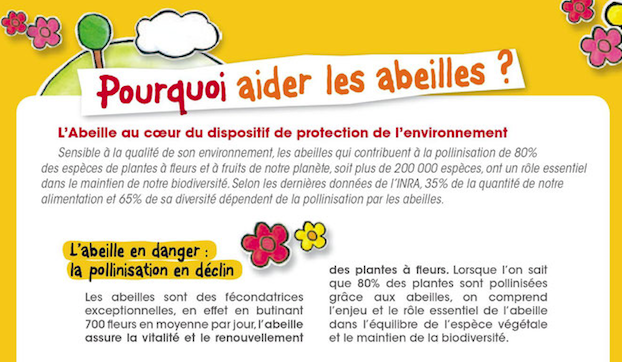 Pourquoi aider les abeilles ?
L'Abeille au cœur du dispositif de protection de l'environnement
Sensible à la qualité de son environnement, les abeilles qui contribuent à la pollinisation de 80%
des espèces de plantes à fleurs et à fruits de notre planète, soit plus de 200 000 espèces, ont un rôle essentiel
dans le maintien de notre biodiversité. Selon les dernières données de l'INRA, 35% de la quantité de notre
alimentation et 65% de sa diversité dépendent de la pollinisation par les abeilles.
L'abeille en danger :
la pollinisation en déclin
Les abeilles sont des fécondatrices
exceptionnelles, en effet en butinant
700 fleurs en moyenne par jour, l'abeille
assure la vitalité et le renouvellement
des plantes à fleurs. Lorsque l'on sait
que 80% des plantes sont pollinisées
grâce aux abeilles, on comprend
l'enjeu et le rôle essentiel de l'abeille
dans l'équilibre de l'espèce végétale
et le maintien de la biodiversité.